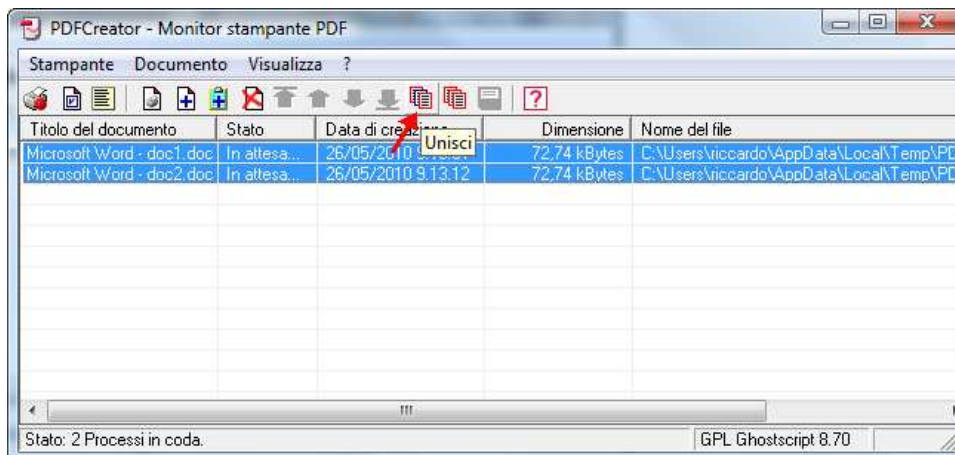 PDFCreator - Monitor stampante PDF
Stampante Documento Visualizza ?
Titolo del documento Stato Data di Dimensione Nome del file
Unisci
Microsoft Word - doc1.doc In attesa... 26/05/2010 72,74 kBytes C:\Users\riccardo\AppData\Local\Temp\PD
Microsoft Word - doc2.doc In attesa... 26/05/2010 9.13.12 72,74 kBytes C:\Users\riccardo\AppData\Local\Temp\PD
Stato: 2 Processi in coda. GPL Ghostscript 8.70